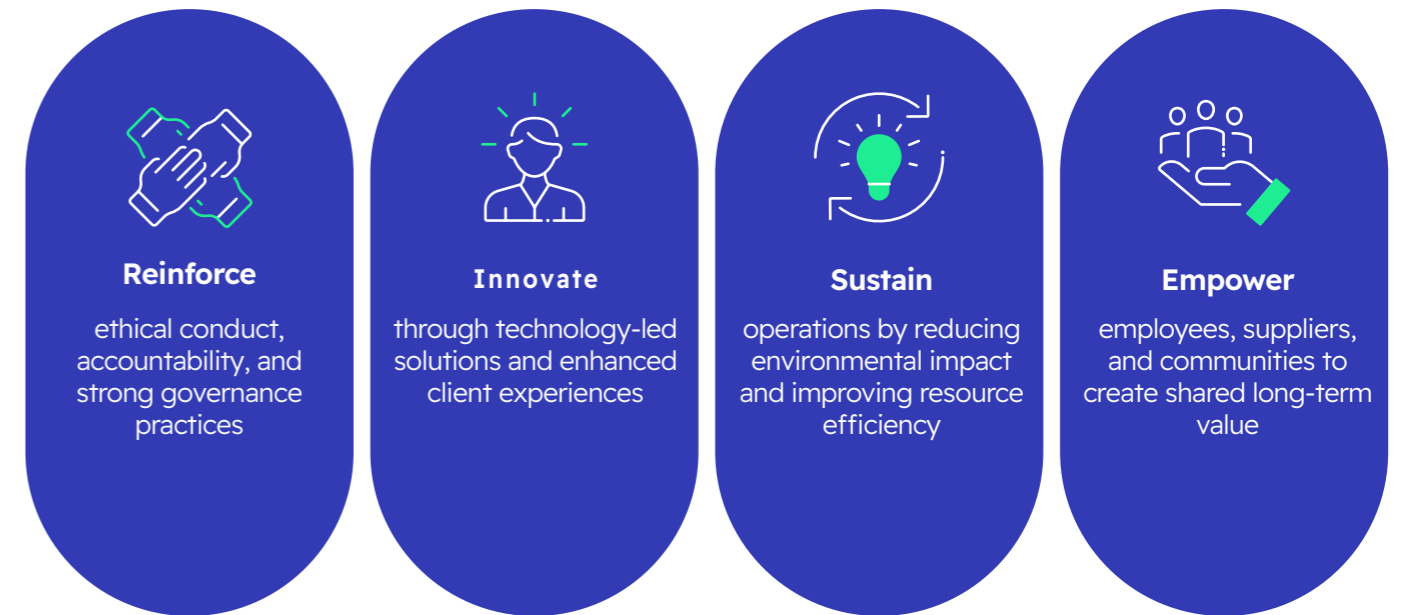 Reinforce
ethical conduct,
accountability, and
strong governance
practices
Innovate
through technology-led
solutions and enhanced
client experiences
Sustain
operations by reducing
environmental impact
and improving resource
efficiency
Empower
employees, suppliers,
and communities to
create shared long-term
value